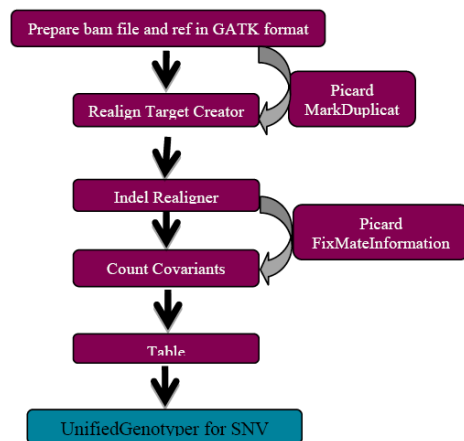 Prepare bam file and ref in GATK format
Picard
MarkDuplicat
Realign Target Creator
Indel Realigner
Picard
FixMateInformation
Count Covariants
Table
UnifiedGenotyper for SNV